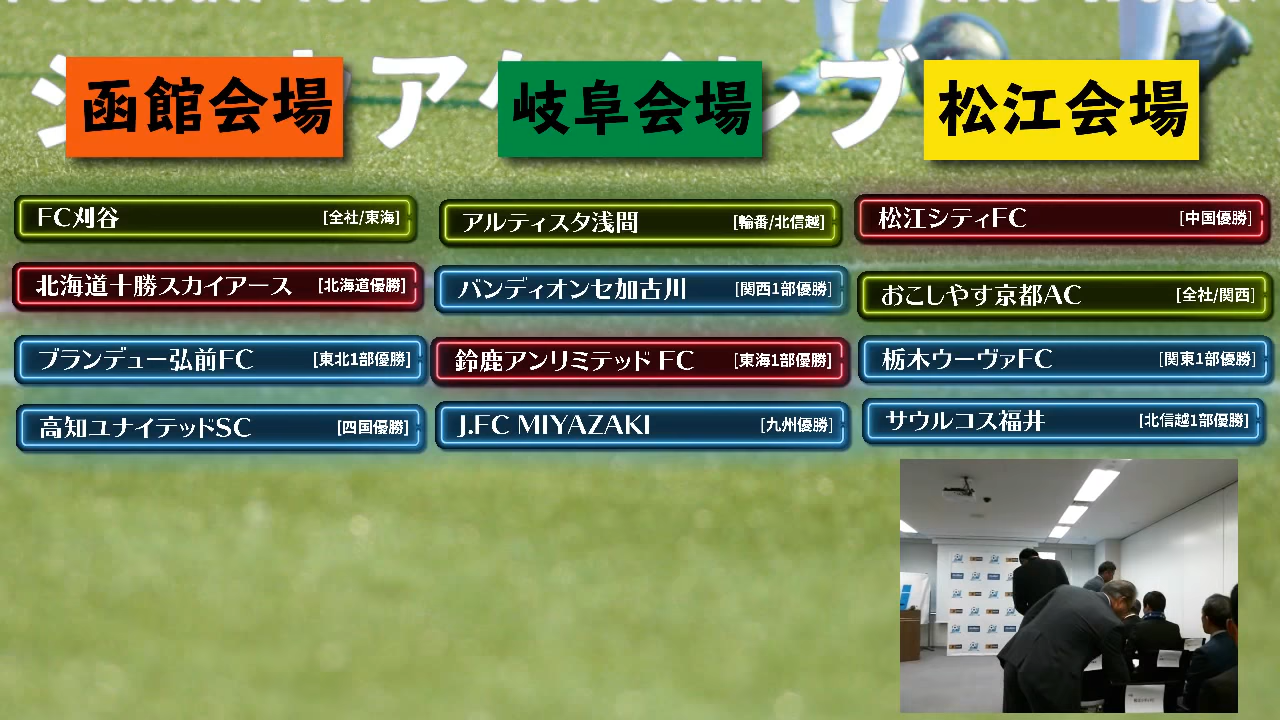 函館会場
岐阜会場
松江会場
FC刈谷 [全社/東海]
北海道十勝スカイアース [北海道優勝]
ブランデュー弘前FC [東北1部優勝]
高知ユナイテッドSC [四国優勝]
アルティスタ浅間 [輪番/北信越]
バンディオンセ加古川 [関西1部優勝]
鈴鹿アンリミテッド FC [東海1部優勝]
J.FC MIYAZAKI [九州優勝]
松江シティFC [中国優勝]
おこしやす京都AC [全社/関西]
栃木ウーヴァFC [関東1部優勝]
サウルコス福井 [北信越1部優勝]